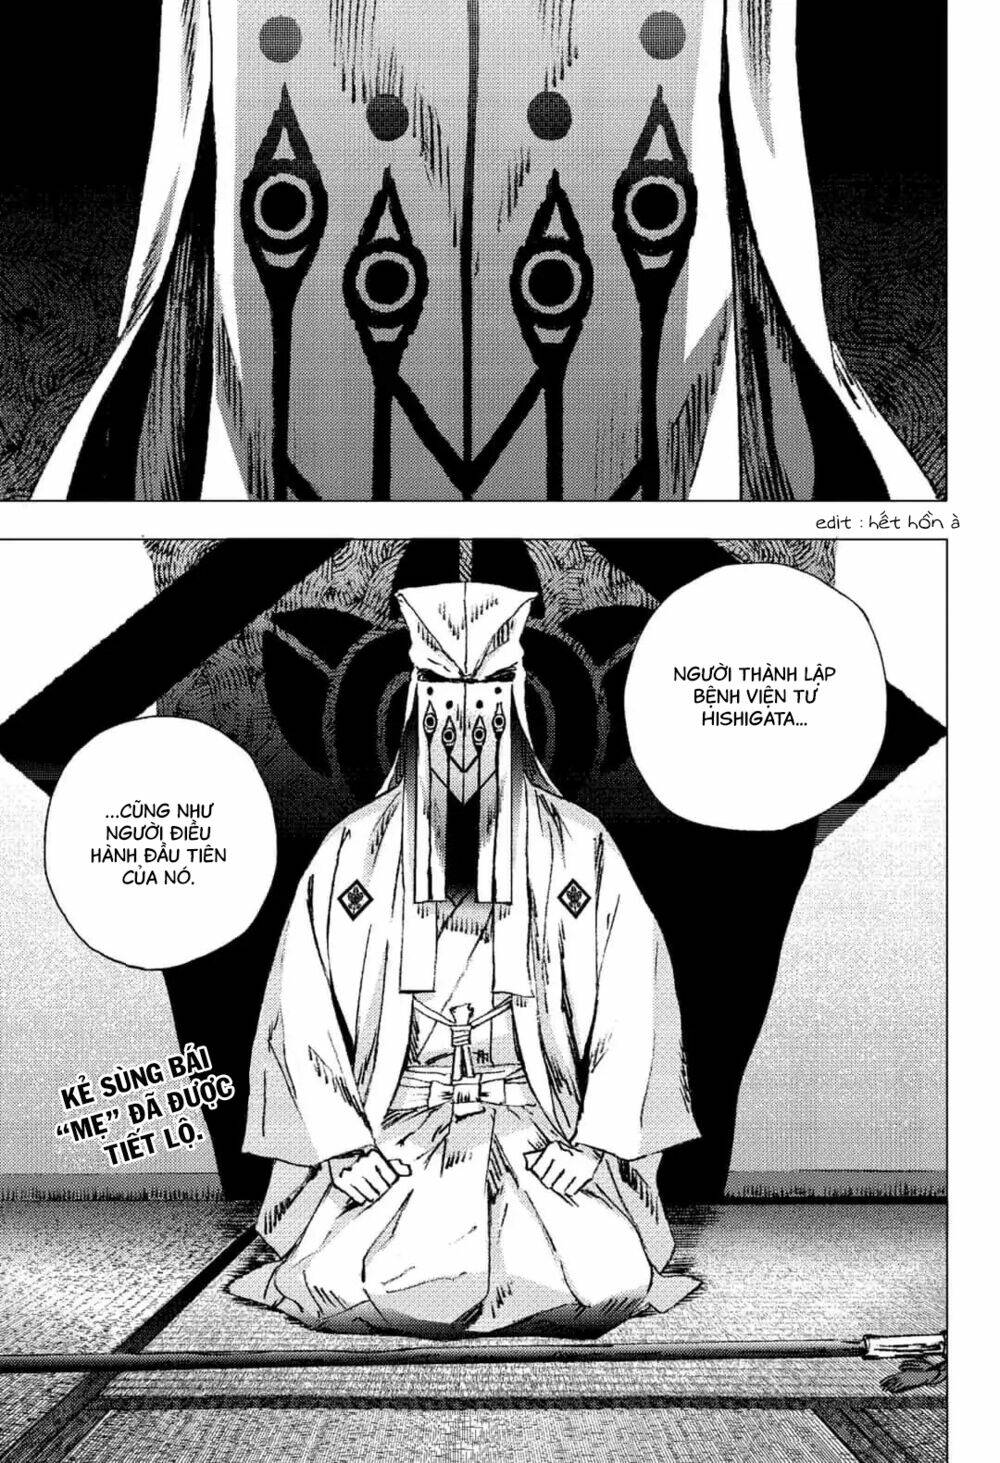 edit : hết hồn à
NGƯỜI THÀNH LẬP
BỆNH VIỆN TƯ
HISHIGATA...
...CŨNG NHƯ
NGƯỜI ĐIỀU
HÀNH ĐẦU TIÊN
CỦA NÓ.
KẺ SÙNG BÁI
“MẸ” ĐÃ ĐƯỢC
TIẾT LỘ.